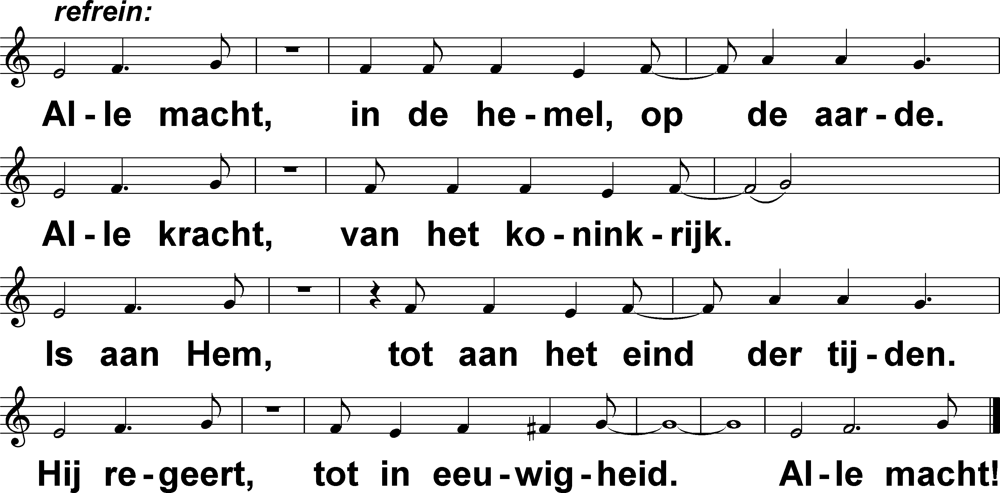 refrein:
Al - le macht, in de he - mel, op de aar - de.
Al - le kracht, van het ko - nink - rijk.
Is aan Hem, tot aan het eind der tij - den.
Hij re - geert, tot in eeu - wig - heid. Al - le macht!